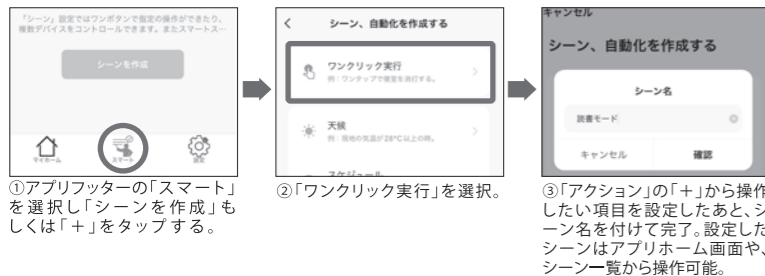 「シーン」設定ではワンボタンで指定の操作ができたり、
複数デバイスをコントロールできます。またスマートス…
シーンを作成
マイホーム
スマート
設定
①アプリフッターの「スマート」
を選択し「シーンを作成」も
しくは「+」をタップする。
シーン、自動化を作成する
ワンクリック実行
例:ワンタップで寝室を消灯する。
天候
例:現地の気温が28°C以上の時。
スケジュール
②「ワンクリック実行」を選択。
キャンセル
シーン、自動化を作成する
シーン名
読書モード
キャンセル
確認
③「アクション」の「+」から操作
したい項目を設定したあと、シ
ーン名を付けて完了。設定した
シーンはアプリホーム画面や、
シーン一覧から操作可能。